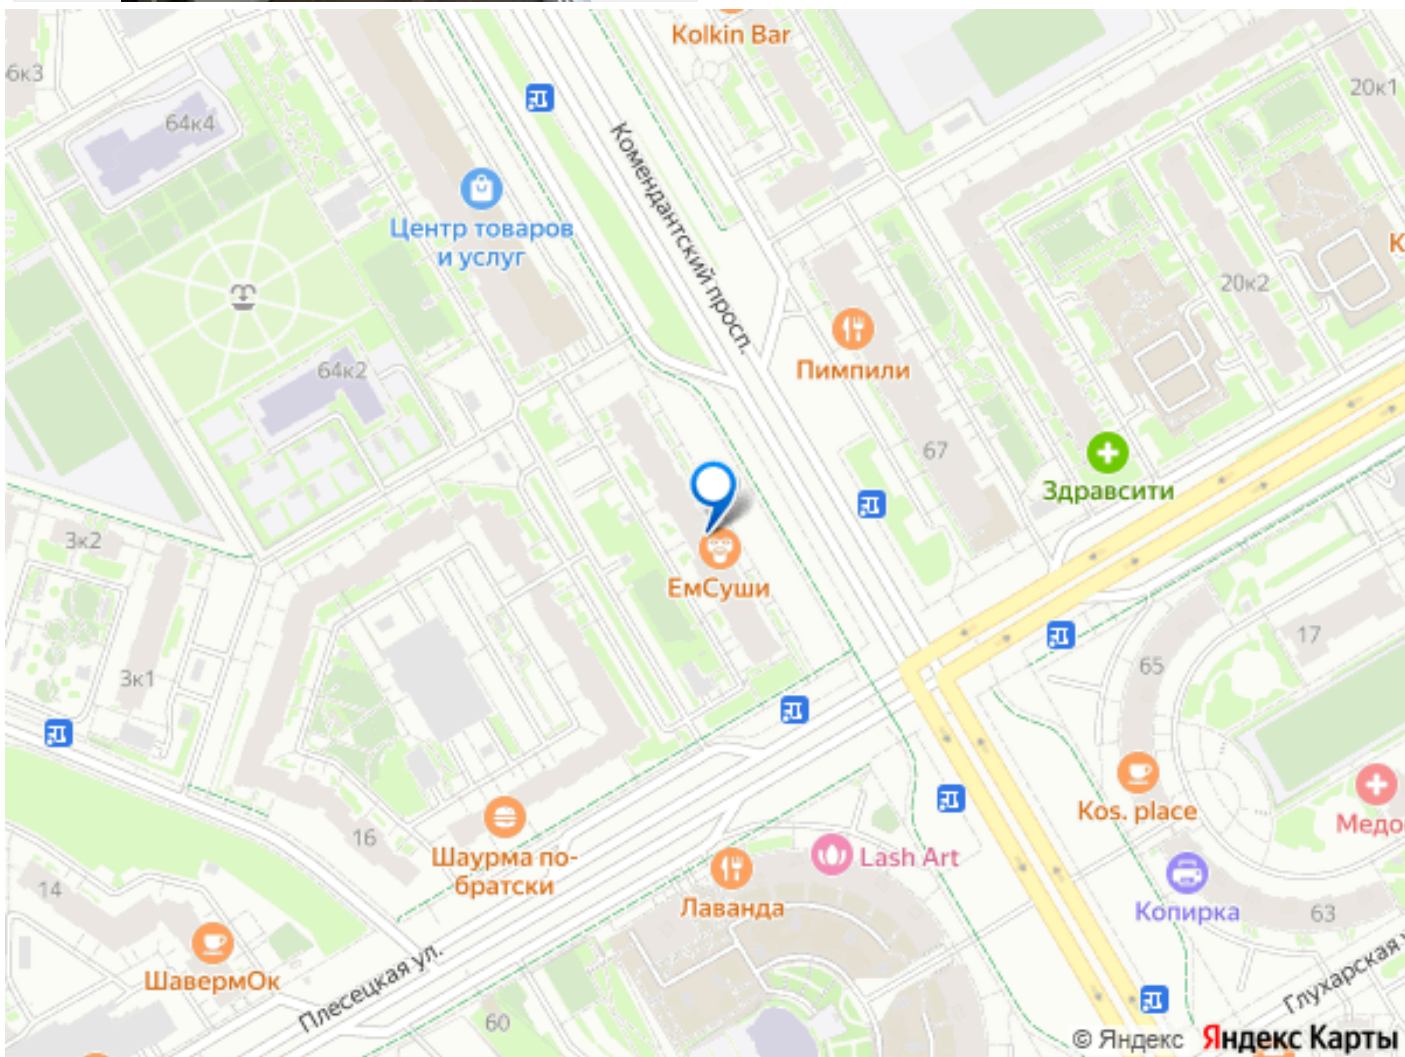 Kolkin Bar
6к3
20к1
64к4
Комендантский просп.
Центр товаров
и услуг
К
20к2
64к2
Пимпили
67
Здравсити
3к2
ЕмСуши
17
65
3к1
Kos. place
Медо
16
Шаурма по-
братски
Lash Art
14
Лаванда
Копирка
63
ШавермОк
Плесецкая ул.
Глухарская у
60
© Яндекс Яндекс Карты